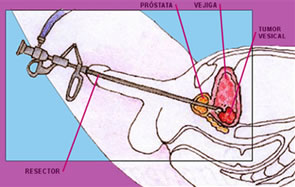 PRÓSTATA
VEJIGA
TUMOR
VESICAL
RESECTOR